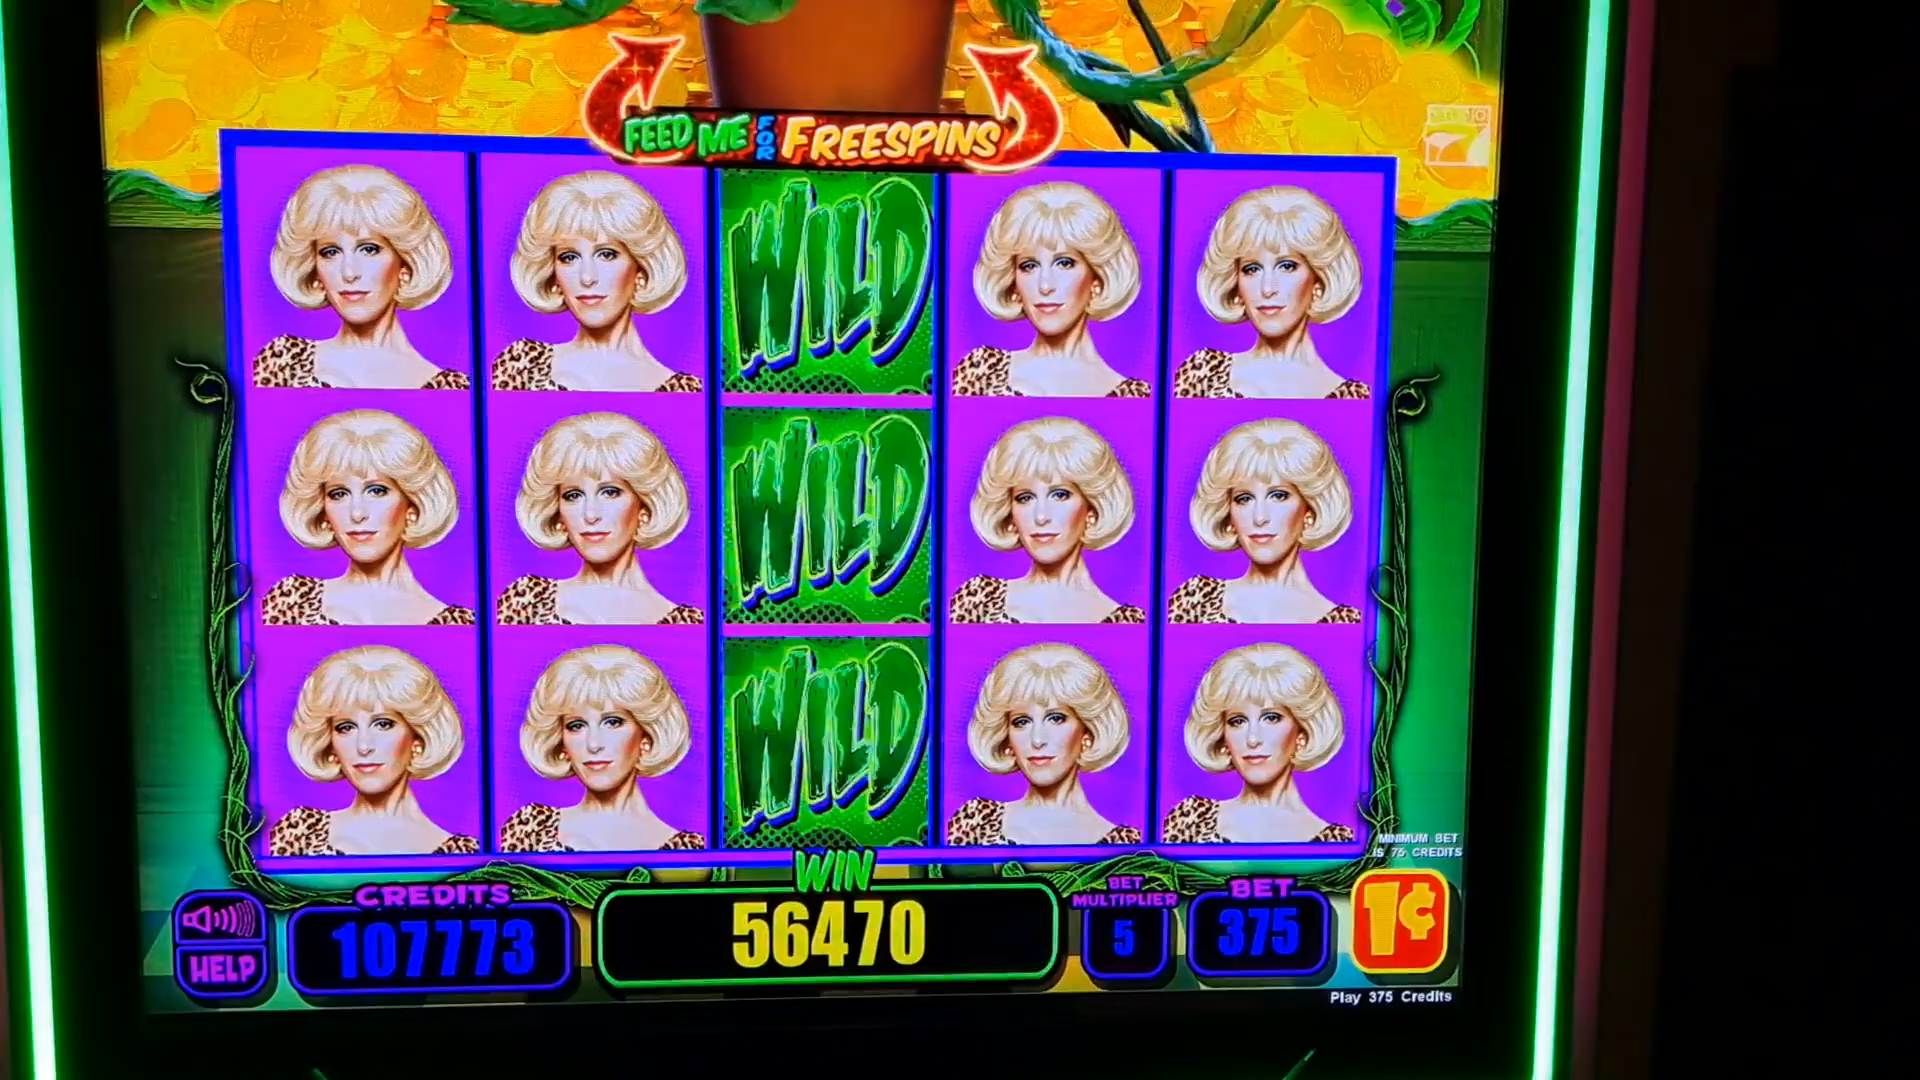 FEED ME FOR FREESPINS
WILD
WILD
WILD
MINIMUM BET
IS 75 CREDITS
HELP
CREDITS
107773
WIN
56470
BET
MULTIPLIER
5
BET
375
1¢
Play 375 Credits